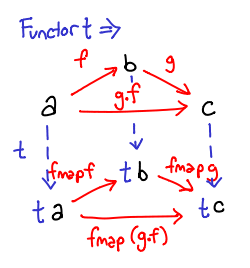 Functor t ⇒
f b g
a g.f c
t fmap f t b fmap g
t a t c
fmap (g.f)